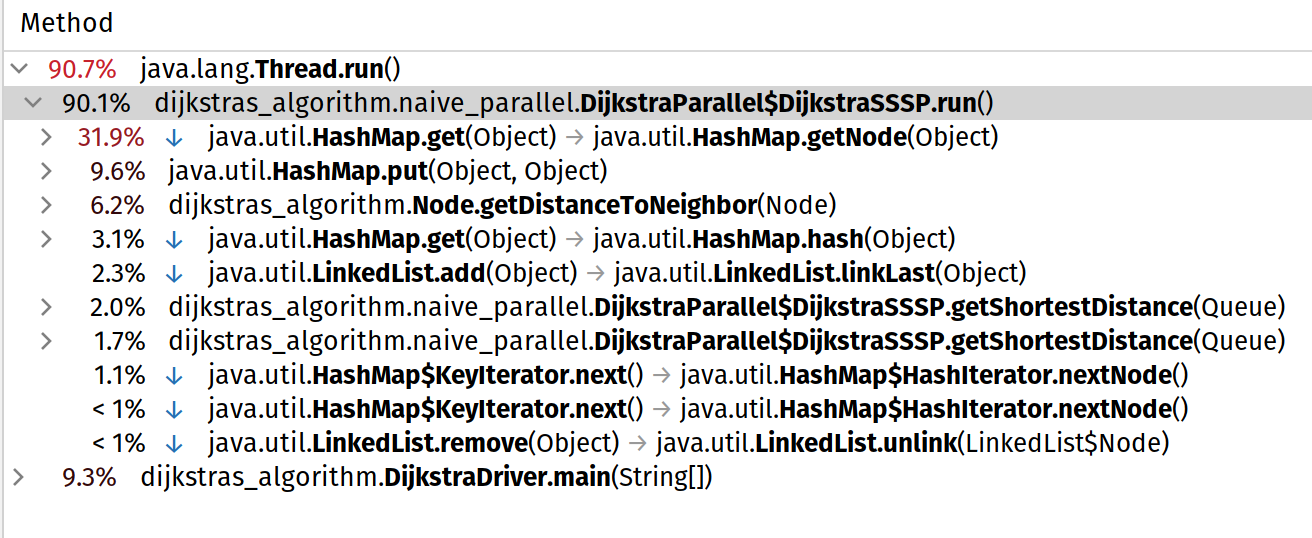 Method
90.7% java.lang.Thread.run()
90.1% dijkstras_algorithm.naive_parallel.DijkstraParallel$DijkstraSSSP.run()
31.9% ↓ java.util.HashMap.get(Object) → java.util.HashMap.getNode(Object)
9.6% java.util.HashMap.put(Object, Object)
6.2% dijkstras_algorithm.Node.getDistanceToNeighbor(Node)
3.1% ↓ java.util.HashMap.get(Object) → java.util.HashMap.hash(Object)
2.3% ↓ java.util.LinkedList.add(Object) → java.util.LinkedList.linkLast(Object)
2.0% dijkstras_algorithm.naive_parallel.DijkstraParallel$DijkstraSSSP.getShortestDistance(Queue)
1.7% dijkstras_algorithm.naive_parallel.DijkstraParallel$DijkstraSSSP.getShortestDistance(Queue)
1.1% ↓ java.util.HashMap$KeyIterator.next() → java.util.HashMap$HashIterator.nextNode()
< 1% ↓ java.util.HashMap$KeyIterator.next() → java.util.HashMap$HashIterator.nextNode()
< 1% ↓ java.util.LinkedList.remove(Object) → java.util.LinkedList.unlink(LinkedList$Node)
9.3% dijkstras_algorithm.DijkstraDriver.main(String[])